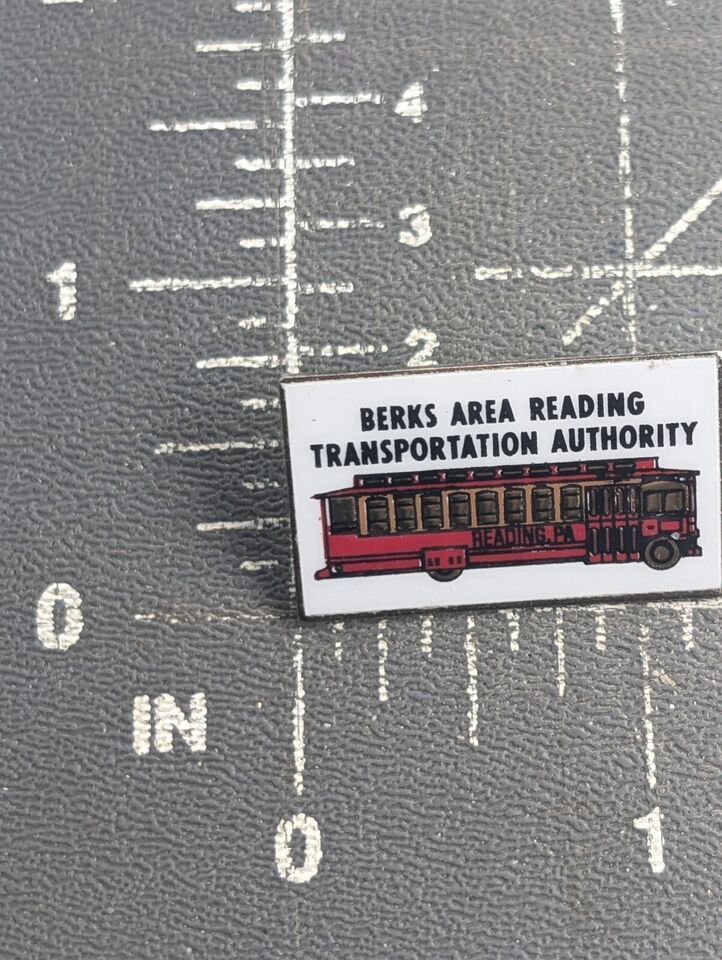 4
3
1
2
BERKS AREA READING
TRANSPORTATION AUTHORITY
READING, PA
0
IN
0
1